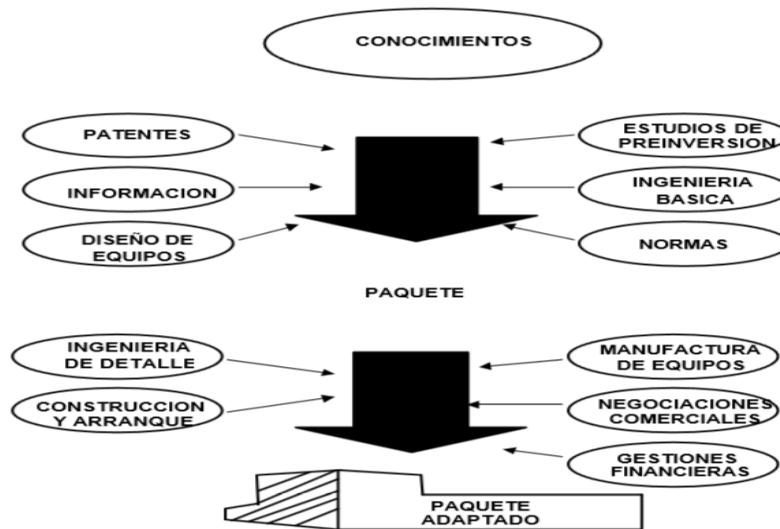 CONOCIMIENTOS
PATENTES
ESTUDIOS DE
PREINVERSION
INFORMACION
INGENIERIA
BASICA
DISEÑO DE
EQUIPOS
NORMAS
PAQUETE
INGENIERIA
DE DETALLE
MANUFACTURA
DE EQUIPOS
CONSTRUCCION
Y ARRANQUE
NEGOCIACIONES
COMERCIALES
GESTIONES
FINANCIERAS
PAQUETE
ADAPTADO